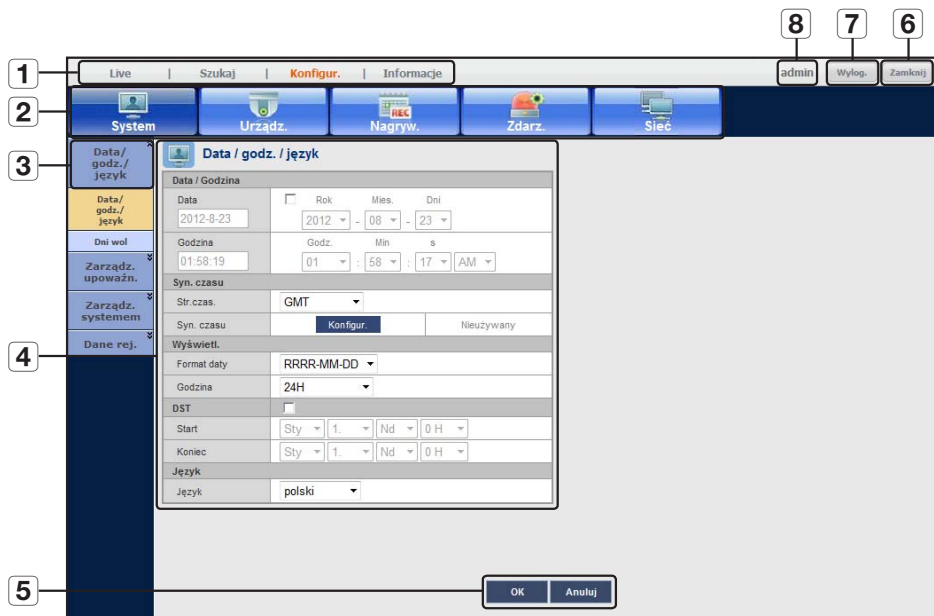 8 7 6
1 Live | Szukaj | Konfigur. | Informacje admin Wylog. Zamknij
2 System Urządz. REC Nagryw. Zdarz. Sieć
3 Data/
godz./
język
Data/
godz./
język
Dni wol
Zarządz.
upoważn.
Zarządz.
systemem
Dane rej.
Data / godz. / język
Data / Godzina
Data Rok Mies. Dni
2012-8-23 2012 - 08 - 23
Godzina Godz. Min s
01:58:19 01 : 58 : 17 AM
Syn. czasu
Str.czas. GMT
Syn. czasu Konfigur. Nieużywany
4 Wyświetl.
Format daty RRRR-MM-DD
Godzina 24H
DST
Start Sty 1. Nd 0 H
Koniec Sty 1. Nd 0 H
Język
Język polski
5 OK Anuluj